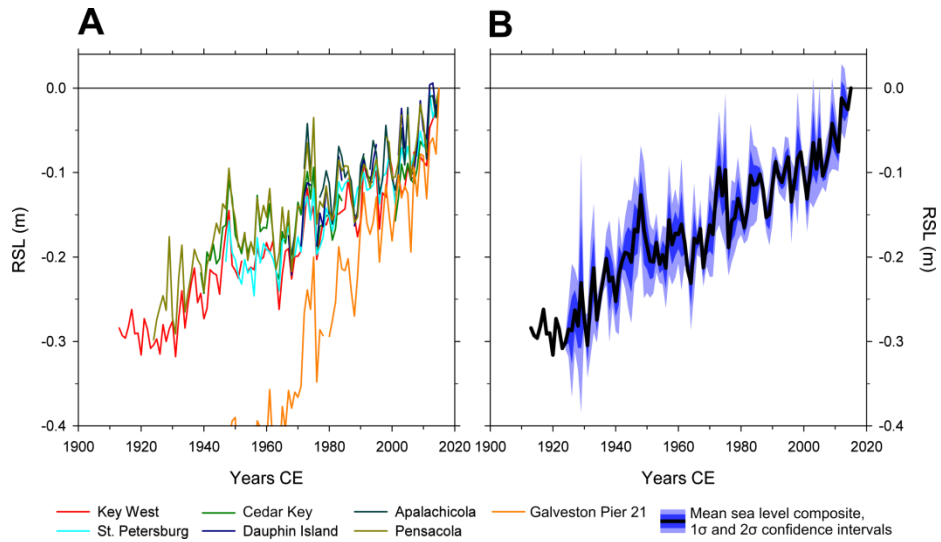 A
B
0.0
-0.1
-0.2
-0.3
-0.4
RSL (m)
1900 1920 1940 1960 1980 2000 2020
Years CE
0.0
-0.1
-0.2
-0.3
-0.4
RSL (m)
1900 1920 1940 1960 1980 2000 2020
Years CE
Key West
Cedar Key
Apalachicola
Galveston Pier 21
St. Petersburg
Dauphin Island
Pensacola
Mean sea level composite,
1σ and 2σ confidence intervals